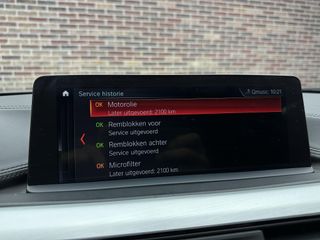 Service historie
Qmusic 10:21
OK Motorolie
Later uitgevoerd: 2100 km
OK Remblokken voor
Service uitgevoerd
OK Remblokken achter
Service uitgevoerd
OK Microfilter
Later uitgevoerd: 2100 km